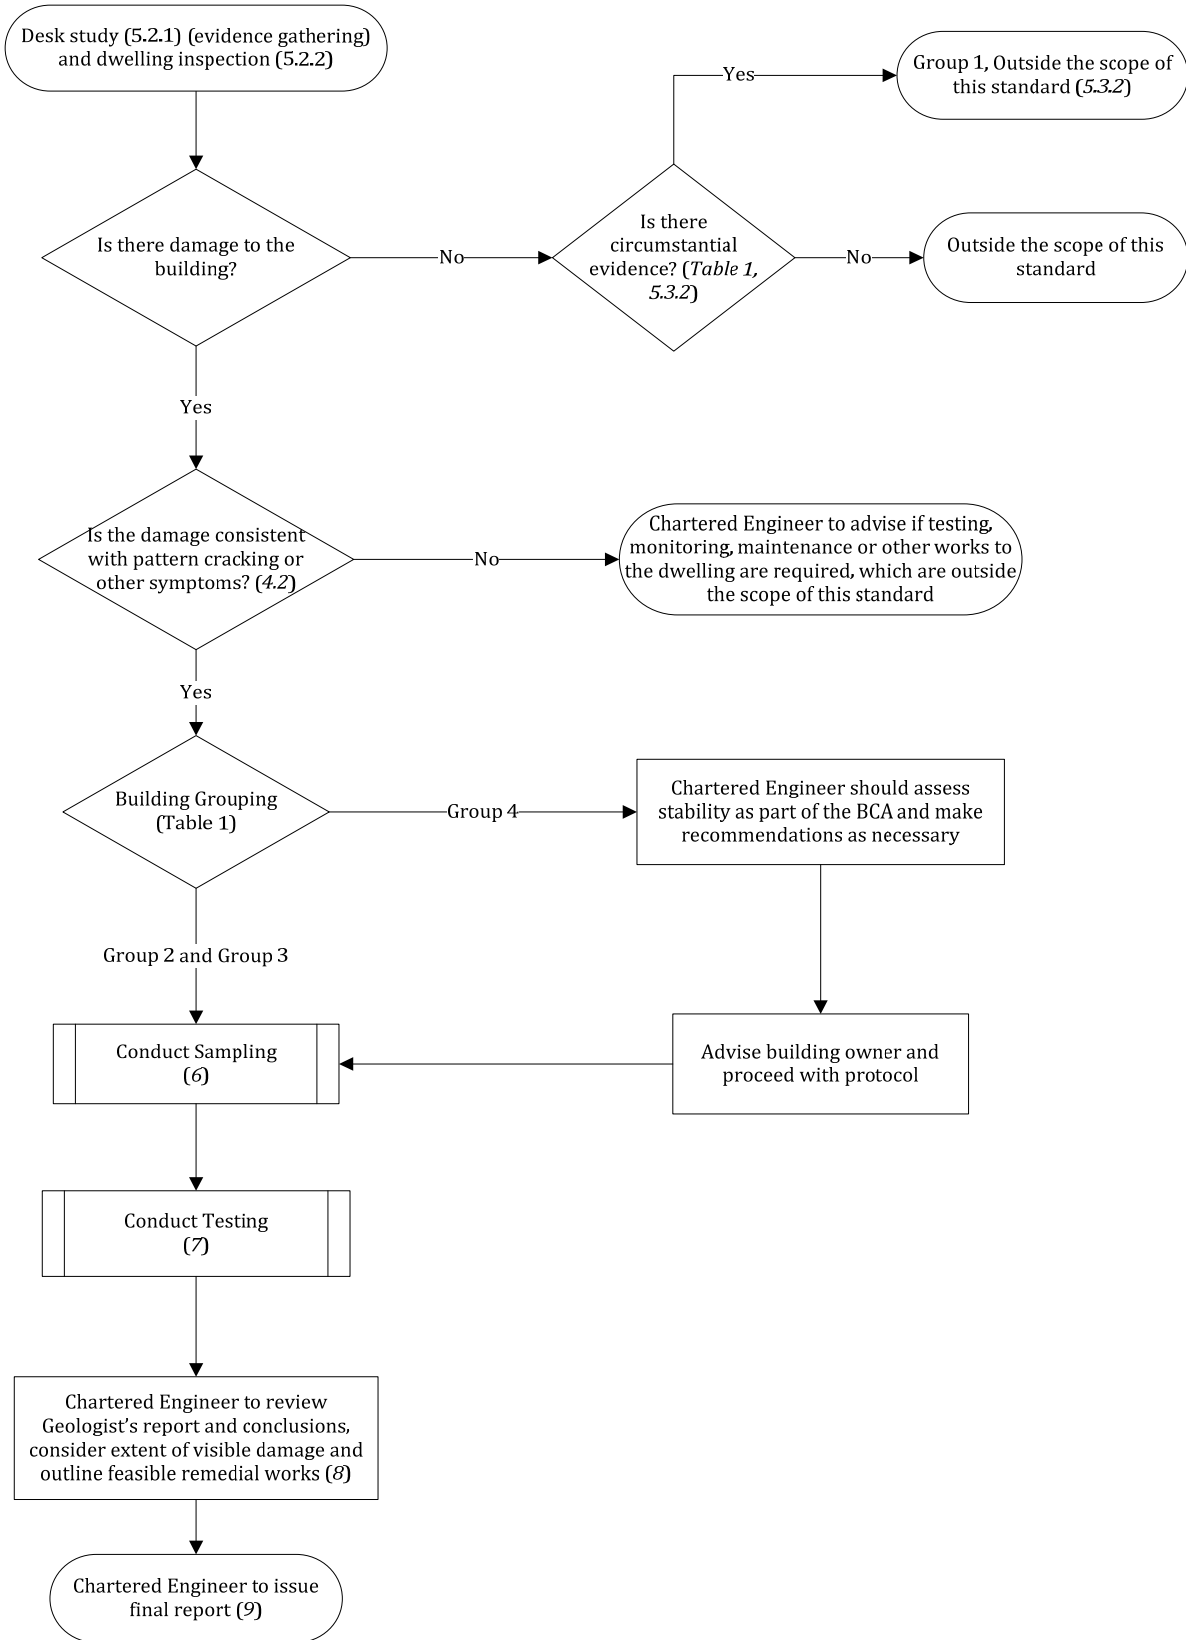 Desk study (5.2.1) (evidence gathering)
and dwelling inspection (5.2.2)
Yes
Group 1, Outside the scope of
this standard (5.3.2)
Is there damage to the
building?
No
Is there
circumstantial
evidence? (Table 1,
5.3.2)
No
Outside the scope of this
standard
Yes
Is the damage consistent
with pattern cracking or
other symptoms? (4.2)
No
Chartered Engineer to advise if testing,
monitoring, maintenance or other works to
the dwelling are required, which are outside
the scope of this standard
Yes
Building Grouping
(Table 1)
Group 4
Chartered Engineer should assess
stability as part of the BCA and make
recommendations as necessary
Group 2 and Group 3
Conduct Sampling
(6)
Advise building owner and
proceed with protocol
Conduct Testing
(7)
Chartered Engineer to review
Geologist’s report and conclusions,
consider extent of visible damage and
outline feasible remedial works (8)
Chartered Engineer to issue
final report (9)